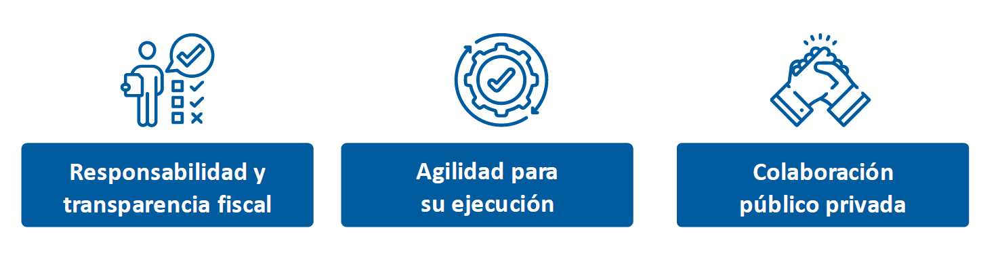 Responsabilidad y
transparencia fiscal
Agilidad para
su ejecución
Colaboración
público privada